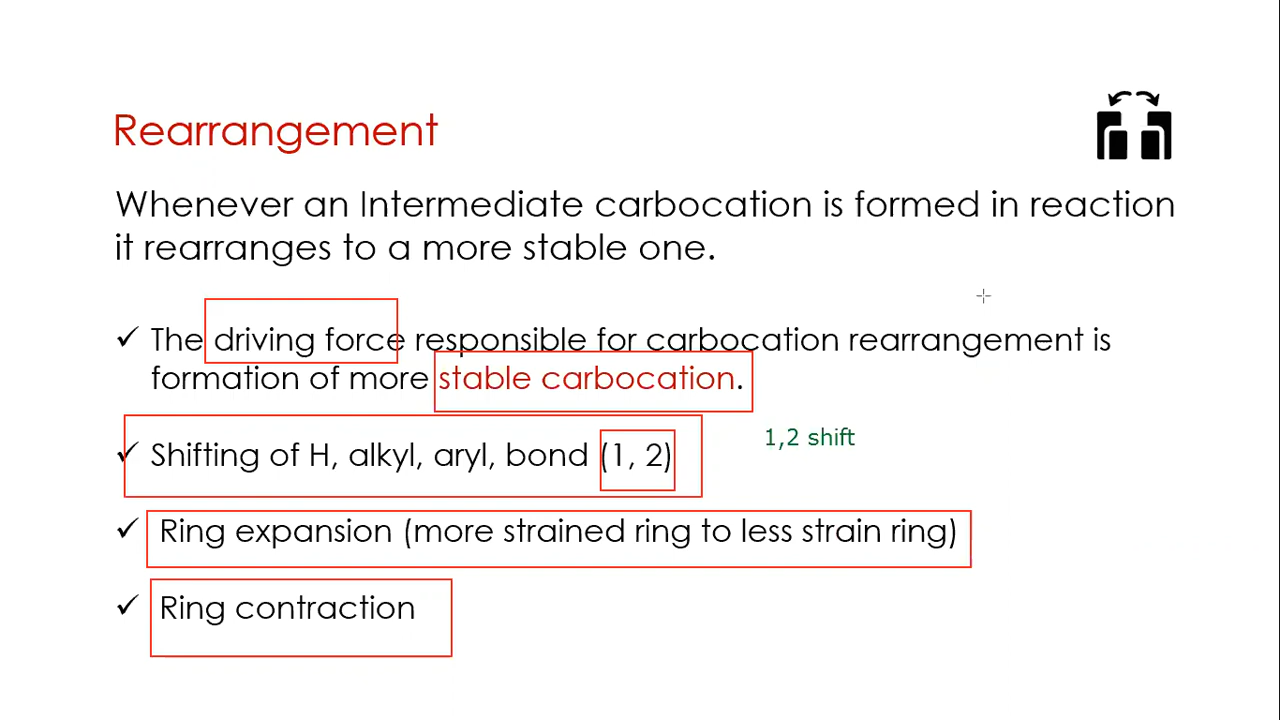 Rearrangement
Whenever an Intermediate carbocation is formed in reaction
it rearranges to a more stable one.
✓ The driving force responsible for carbocation rearrangement is
formation of more stable carbocation.
✓ Shifting of H, alkyl, aryl, bond (1, 2)
1,2 shift
✓ Ring expansion (more strained ring to less strain ring)
✓ Ring contraction